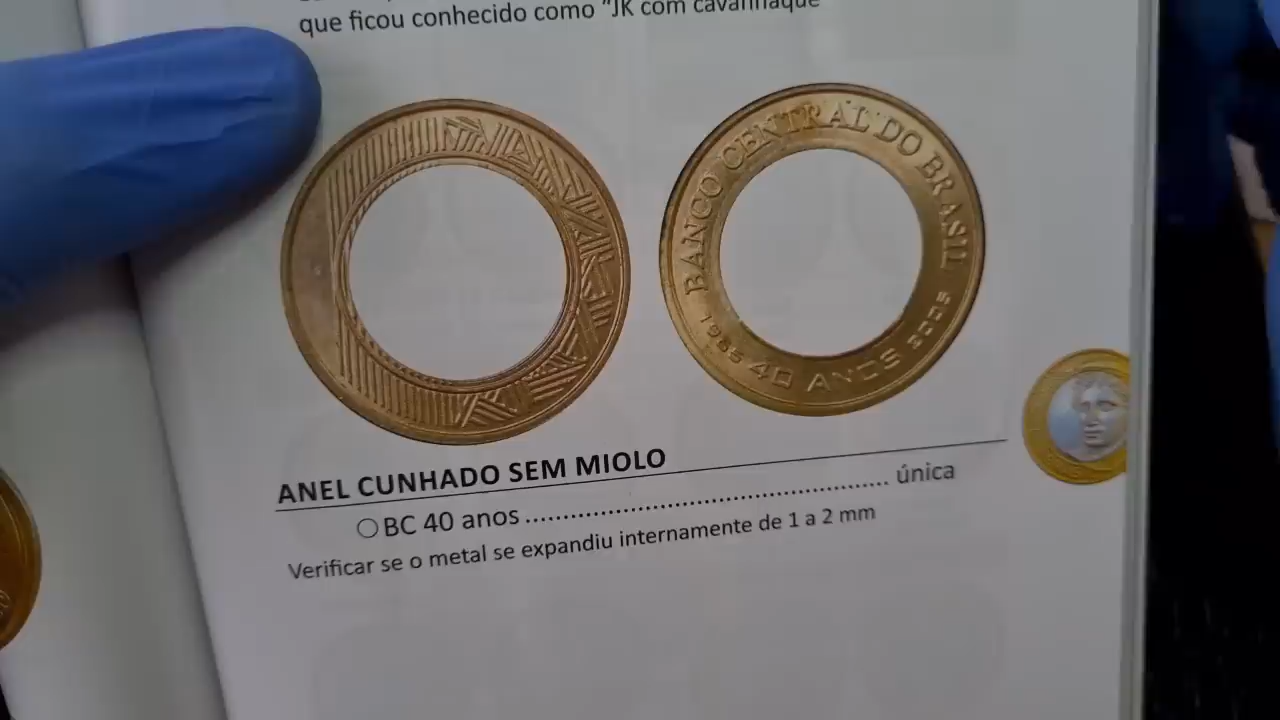 que ficou conhecido como "JK com cavanhaque
BANCO CENTRAL DO BRASIL
1965 40 ANOS 2005
ANEL CUNHADO SEM MIOLO
BC 40 anos ........................................................ única
Verificar se o metal se expandiu internamente de 1 a 2 mm